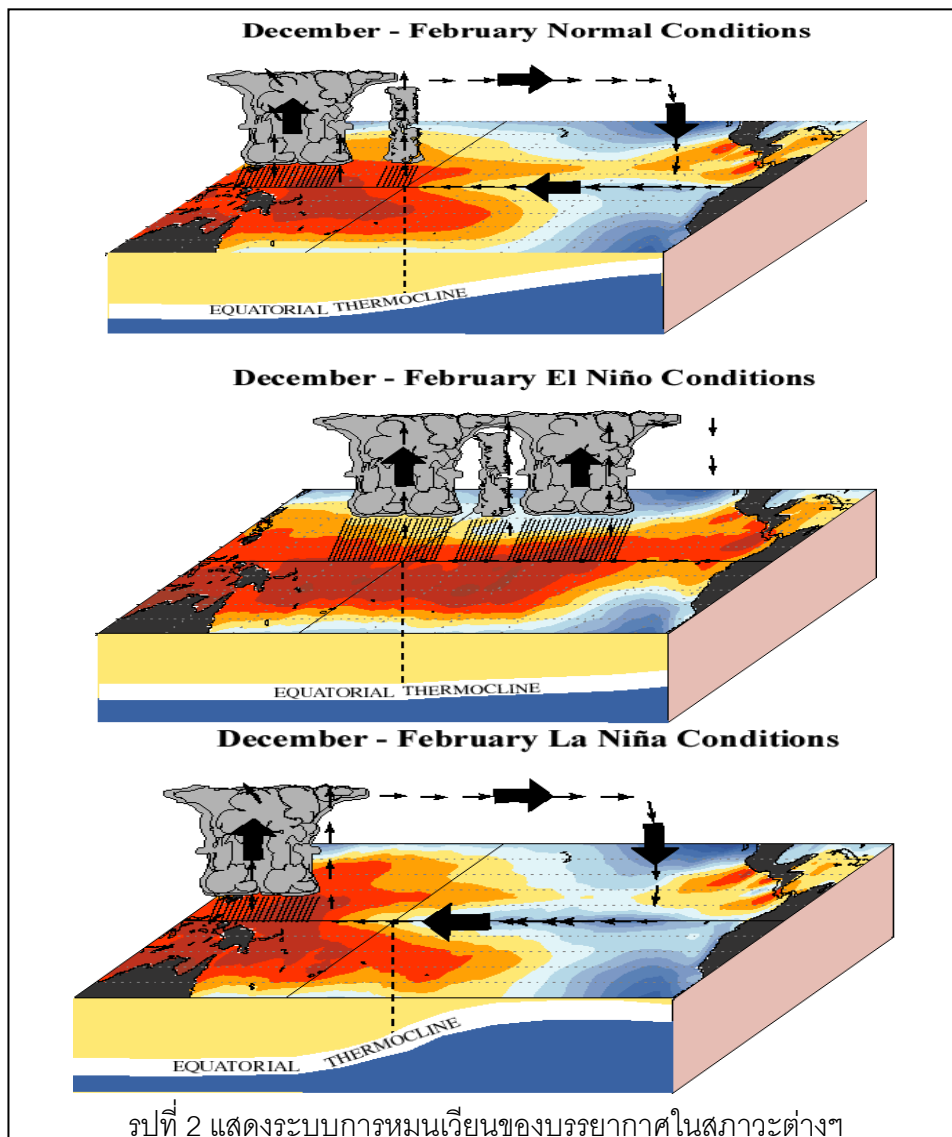 December - February Normal Conditions
EQUATORIAL THERMOCLINE
December - February El Niño Conditions
EQUATORIAL THERMOCLINE
December - February La Niña Conditions
EQUATORIAL THERMOCLINE
รูปที่ 2 แสดงระบบการหมุนเวียนของบรรยากาศในสภาวะต่างๆ